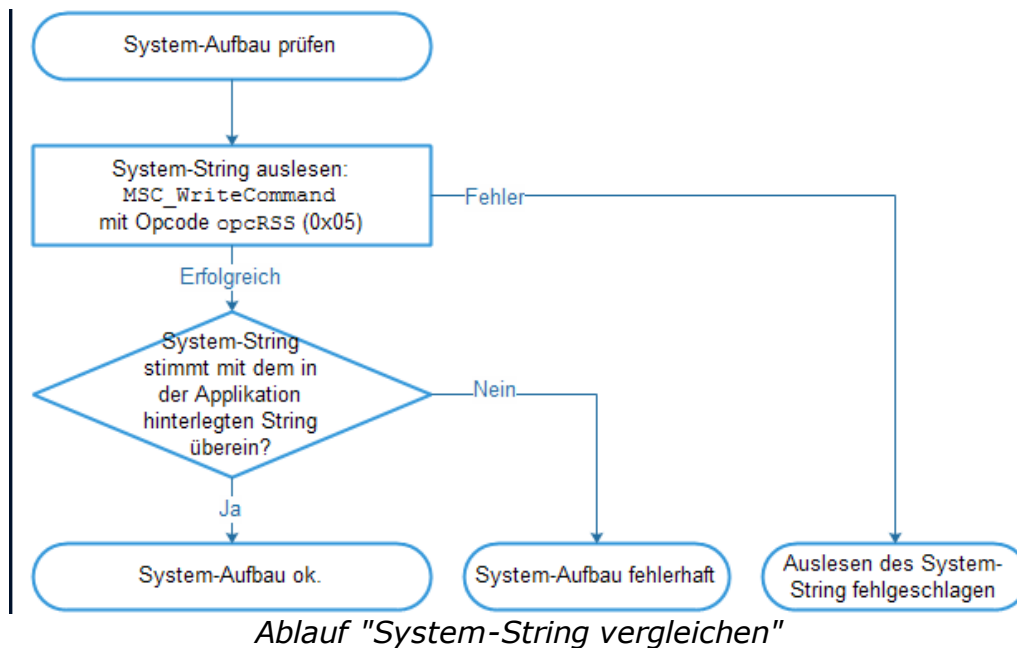 System-Aufbau prüfen
System-String auslesen:
MSC_WriteCommand
mit Opcode opcRSS (0x05)
Fehler
Erfolgreich
System-String
stimmt mit dem in
der Applikation
hinterlegten String
überein?
Nein
Ja
System-Aufbau ok.
System-Aufbau fehlerhaft
Auslesen des System-
String fehlgeschlagen
Ablauf "System-String vergleichen"